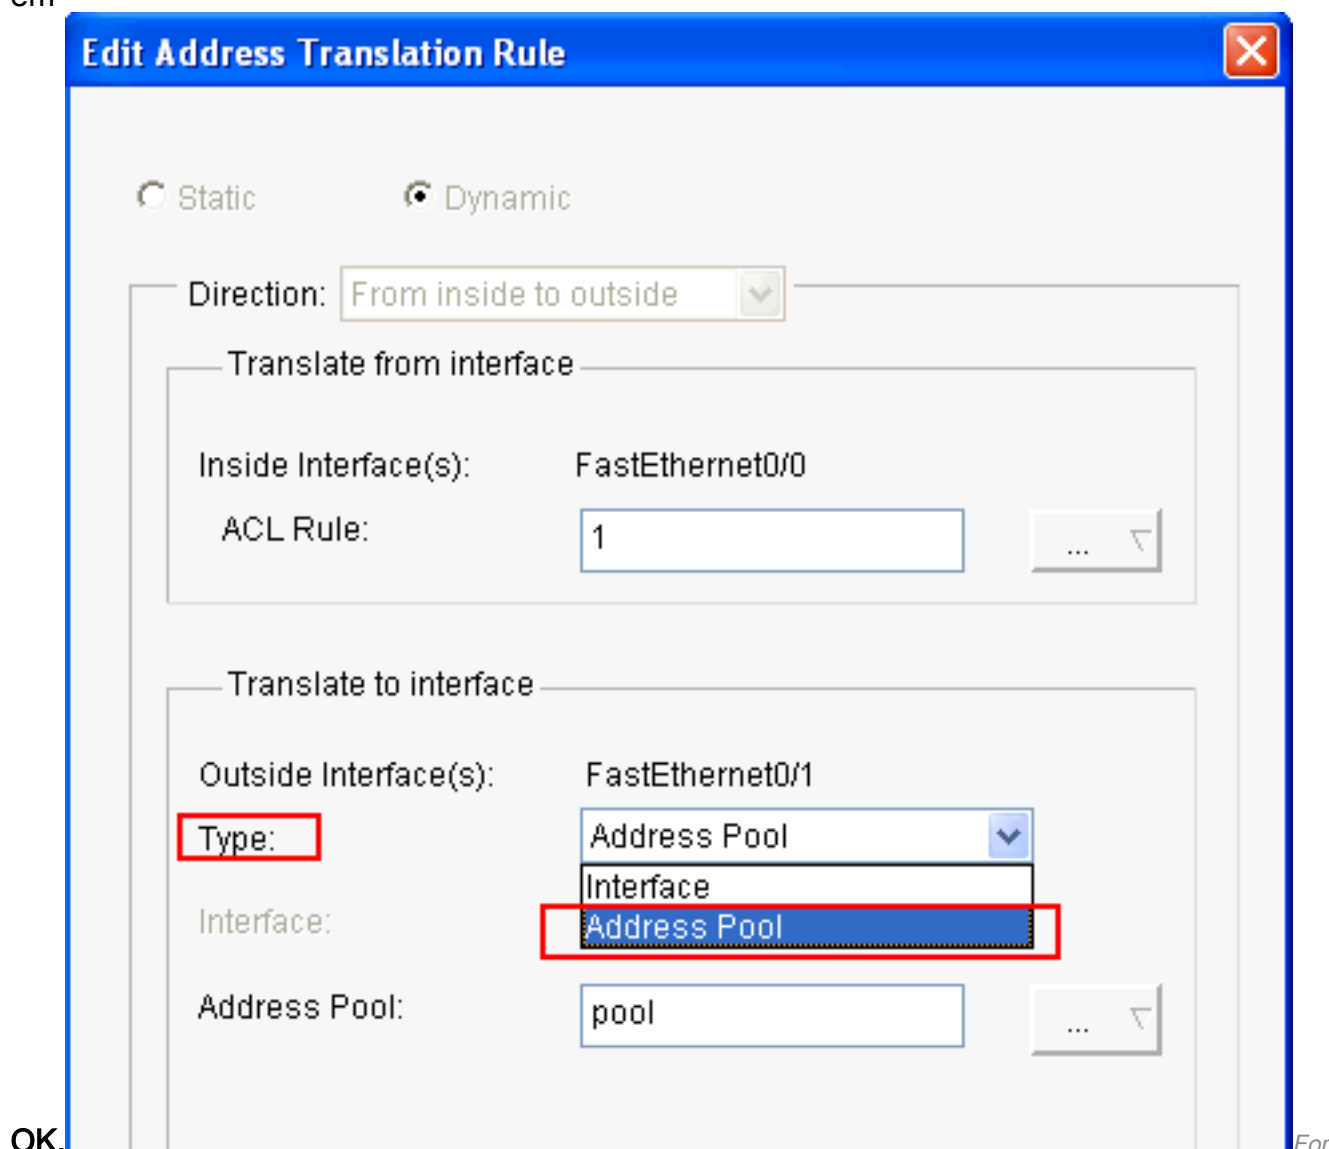 em
Edit Address Translation Rule
Static Dynamic
Direction: From inside to outside
Translate from interface
Inside Interface(s): FastEthernet0/0
ACL Rule: 1 ...
Translate to interface
Outside Interface(s): FastEthernet0/1
Type: Address Pool
Interface
Interface: Address Pool
Address Pool: pool ...
OK.
For